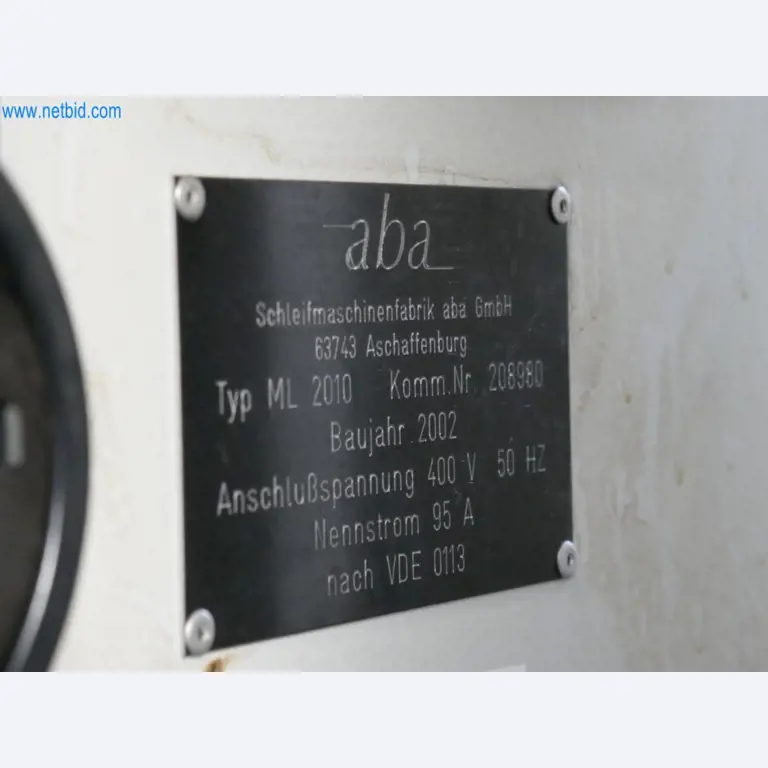 www.netbid.com
aba
Schleifmaschinenfabrik aba GmbH
63743 Aschaffenburg
Typ ML 2010 Komm.Nr. 208980
Baujahr 2002
Anschlußspannung 400 V 50 HZ
Nennstrom 95 A
nach VDE 0113